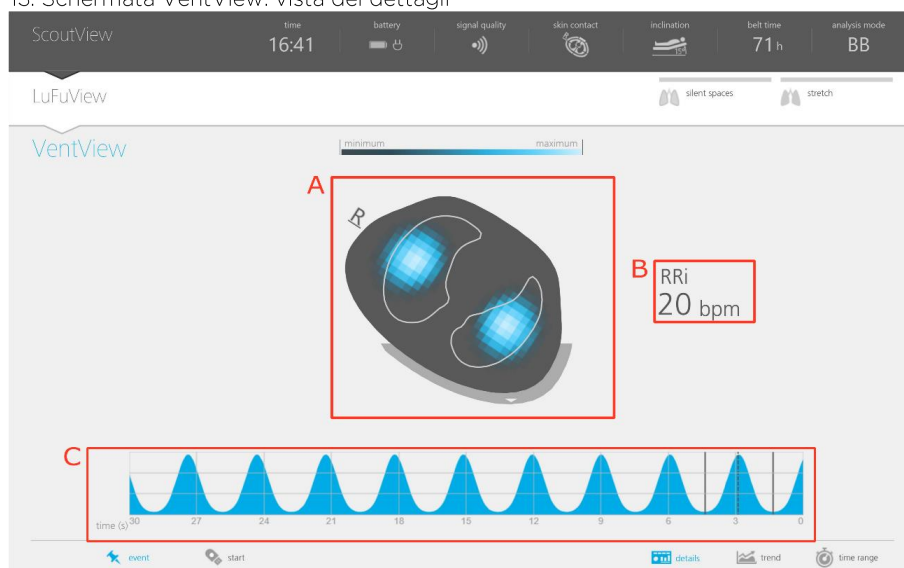 13. Schermata VentView: vista dei dettagli
ScoutView
time
16:41
battery
signal quality
skin contact
inclination
belt time
71 h
analysis mode
BB
LuFuView
silent spaces
stretch
VentView
minimum
maximum
A
R
B
RRi
20 bpm
C
time (s) 30 27 24 21 18 15 12 9 6 3 0
event
start
details
trend
time range